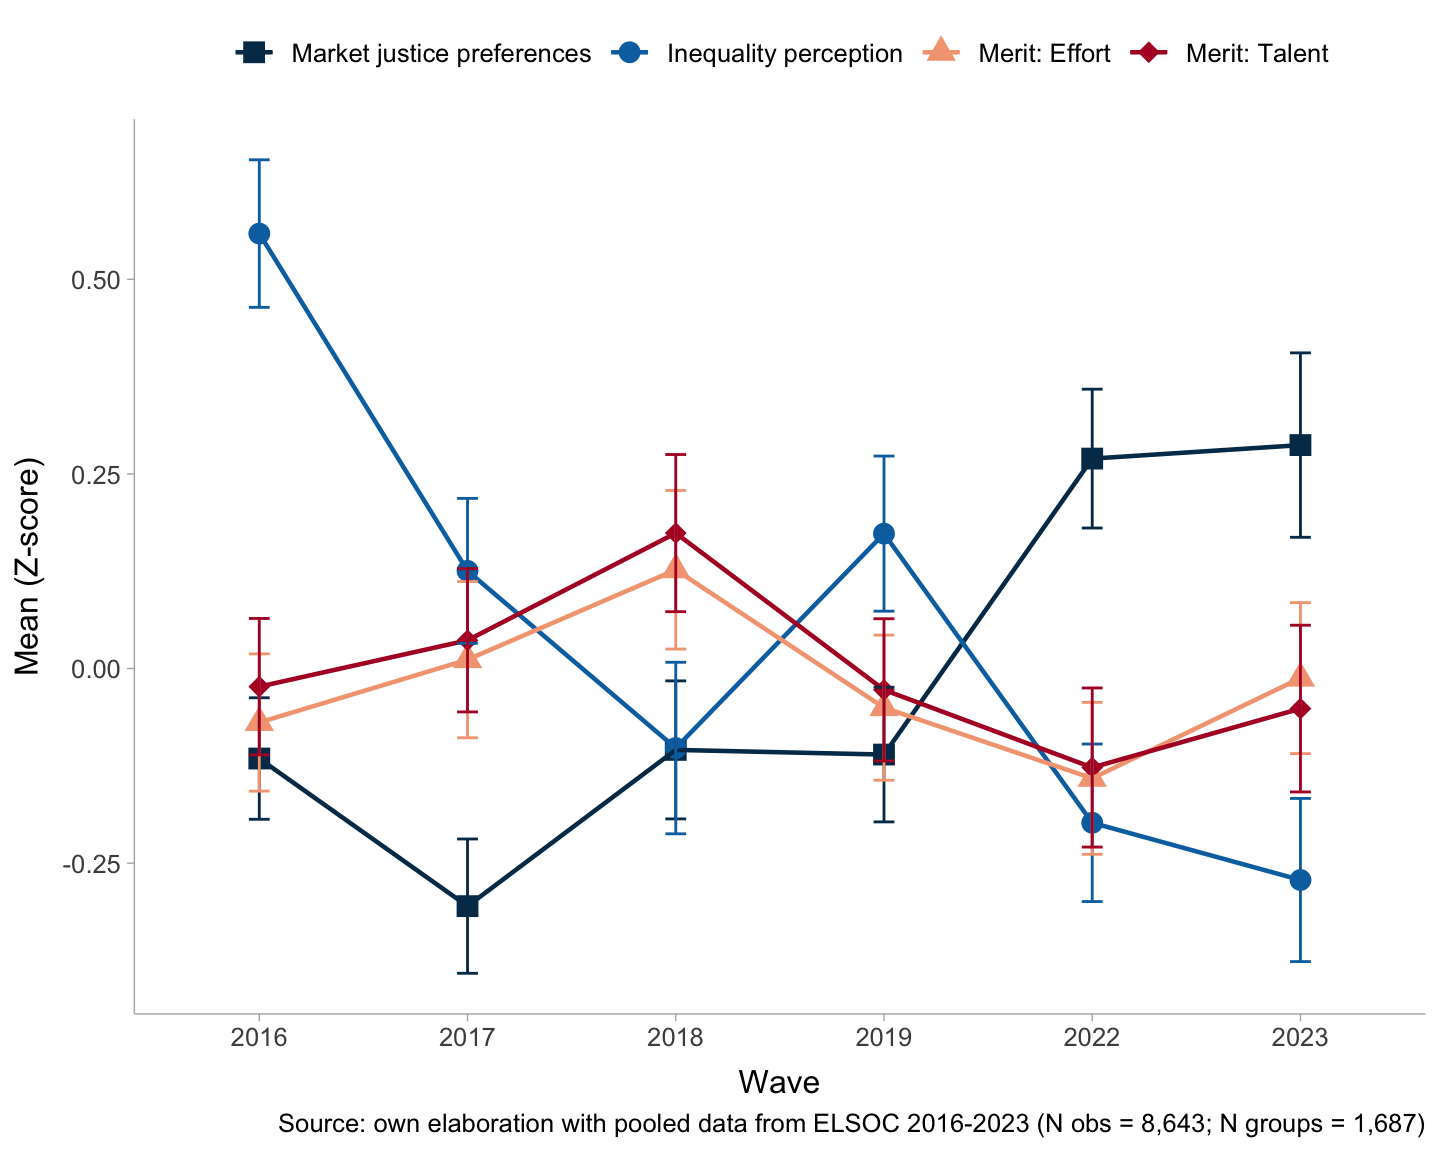 Market justice preferences Inequality perception Merit: Effort Merit: Talent
Mean (Z-score)
0.50
0.25
0.00
-0.25
2016 2017 2018 2019 2022 2023
Wave
Source: own elaboration with pooled data from ELSOC 2016-2023 (N obs = 8,643; N groups = 1,687)